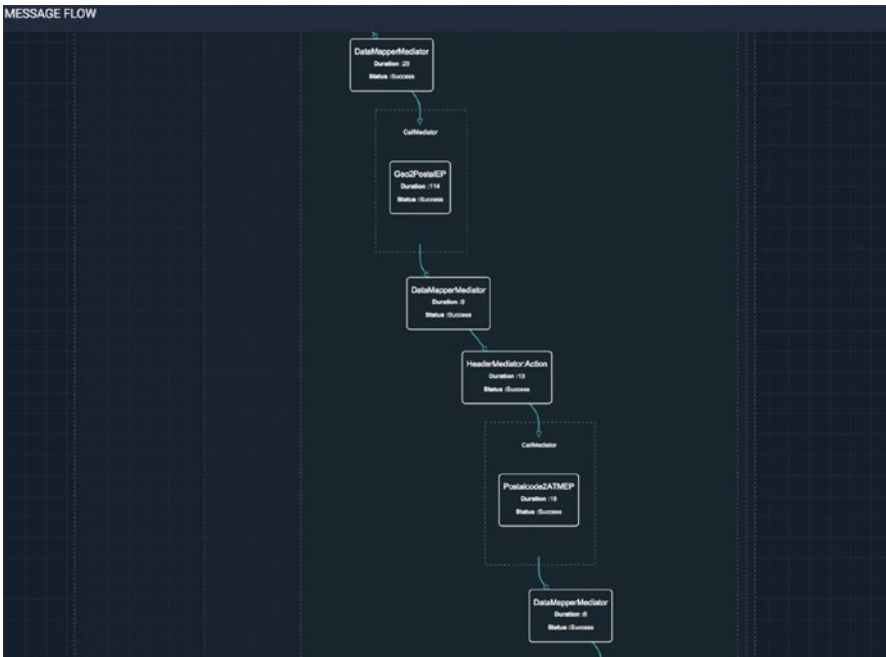 MESSAGE FLOW
DataMapperMediator
Duration :25
Status :Success
CallMediator
Geo2PostalEP
Duration :114
Status :Success
DataMapperMediator
Duration :9
Status :Success
HeaderMediator:Action
Duration :13
Status :Success
CallMediator
Postalcode2ATMEP
Duration :19
Status :Success
DataMapperMediator
Duration :6
Status :Success